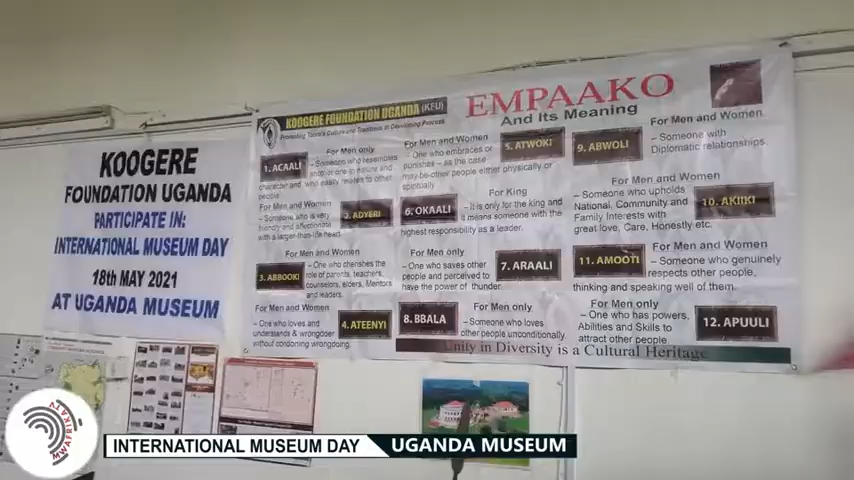 KOOGERE
FOUNDATION UGANDA
PARTICIPATE IN:
INTERNATIONAL MUSEUM DAY
18th MAY 2021
AT UGANDA MUSEUM
KOOGERE FOUNDATION UGANDA (KFU)
EMPAAKO
And Its Meaning
For Men only
1. ACAALI
– Someone who resembles
character and who easily relates to other
people.
For Men and Women
2. ADYERI
– Someone who is very
friendly and affectionate
with a larger-than-life heart.
For Men and Women
3. ABBOOKI
– One who cherishes the
role of parents, teachers,
counselors, elders, Mentors
and leaders.
For Men and Women
4. ATEENYI
– One who loves and
understands & wrongdoer
without condoning wrongdoing.
For Men and Women
5. ATWOKI
– One who embraces or
punishes – as the case
may be other people either physically or
spiritually.
For King
6. OKAALI
– It is only for the king and
it means someone with the
highest responsibility as a leader.
For Men only
7. ARAALI
– One who saves other
people and perceived to
have the power of thunder.
For Men only
8. BBALA
– Someone who loves
other people unconditionally.
For Men and Women
9. ABWOLI
– Someone with
Diplomatic relationships.
For Men and Women
10. AKIIKI
– Someone who upholds
National, Community and
Family Interests with
great love, Care, Honestly etc.
For Men and Women
11. AMOOTI
– Someone who genuinely
respects other people,
thinking and speaking well of them.
For Men only
12. APUULI
– One who has powers,
Abilities and Skills to
attract other people.
Unity in Diversity is a Cultural Heritage
MWAFRIKA TV
INTERNATIONAL MUSEUM DAY
UGANDA MUSEUM